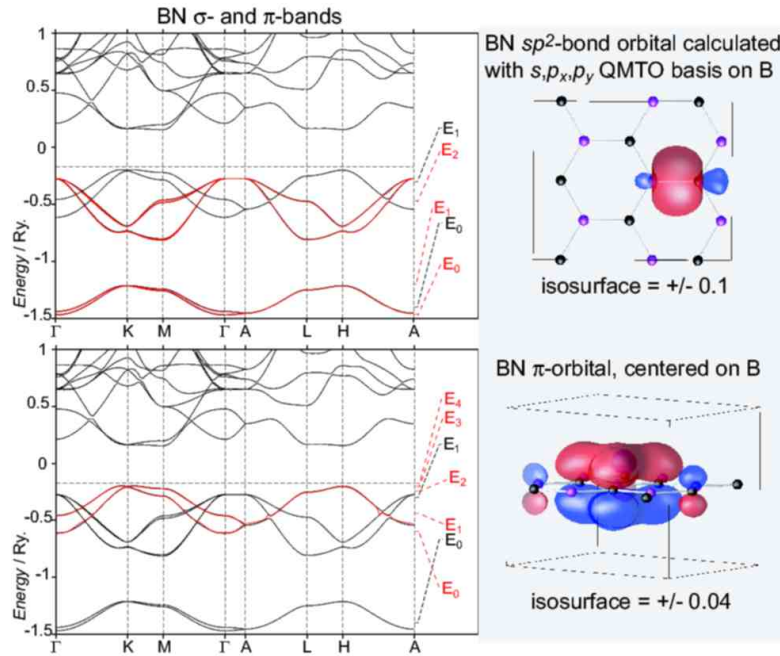 BN σ- and π-bands
1
0.5
0
-0.5
-1
-1.5
Energy / Ry.
Γ K M Γ A L H A
E1
E2
E1
E0
E0
BN sp²-bond orbital calculated
with s,px,py QMTO basis on B
isosurface = +/- 0.1
1
0.5
0
-0.5
-1
-1.5
Energy / Ry.
Γ K M Γ A L H A
E4
E3
E1
E2
E1
E0
E0
BN π-orbital, centered on B
isosurface = +/- 0.04